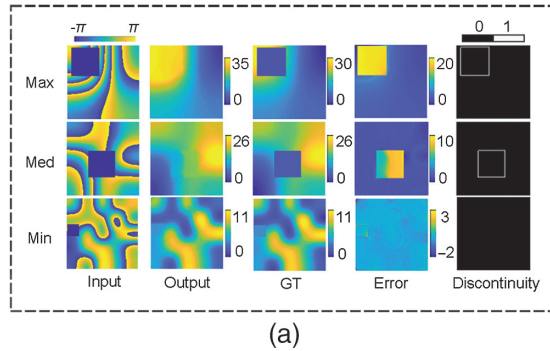 -π π
0 1
Max 35 0 30 0 20 0
Med 26 0 26 0 10 0
Min 11 0 11 0 3 −2
Input Output GT Error Discontinuity
(a)